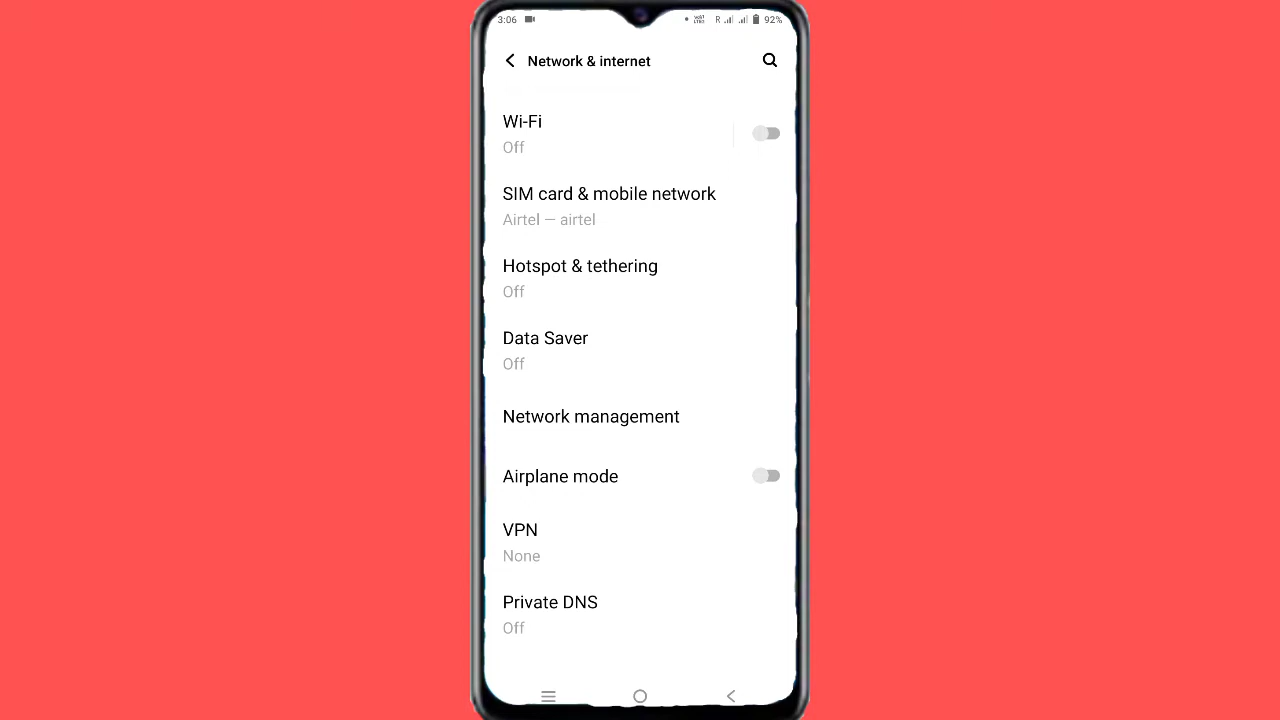 3:06
R
92%
Network & internet
Wi-Fi
Off
SIM card & mobile network
Airtel — airtel
Hotspot & tethering
Off
Data Saver
Off
Network management
Airplane mode
VPN
None
Private DNS
Off